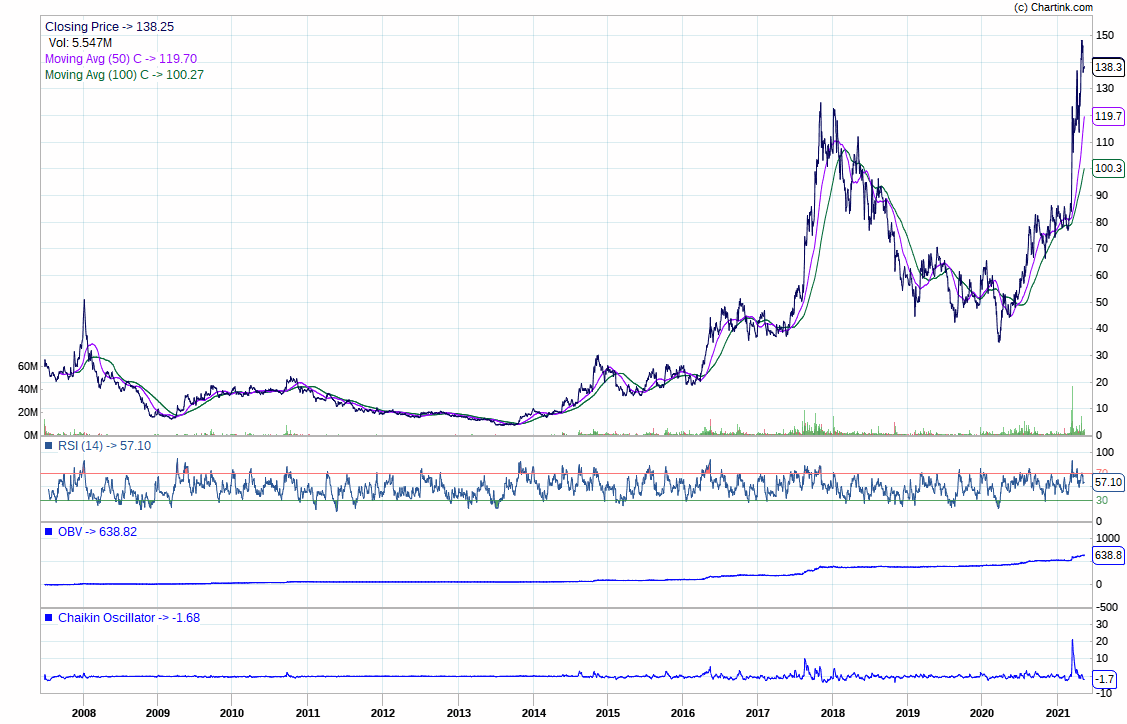 (c) Chartink.com
Closing Price -> 138.25
Vol: 5.547M
Moving Avg (50) C -> 119.70
Moving Avg (100) C -> 100.27
150
138.3
130
119.7
110
100.3
90
80
70
60
50
40
30
20
10
0
60M
40M
20M
0M
RSI (14) -> 57.10
100
70
57.10
30
0
OBV -> 638.82
1000
638.8
0
-500
Chaikin Oscillator -> -1.68
30
20
10
-1.7
-10
2008 2009 2010 2011 2012 2013 2014 2015 2016 2017 2018 2019 2020 2021